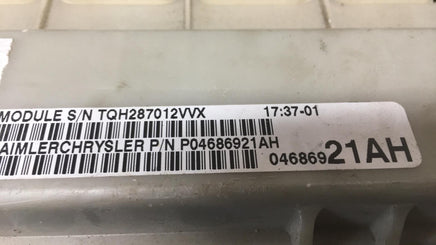 MODULE S/N TQH287012VVX 17:37-01
AIMLERCHRYSLER P/N P04686921AH
04686921AH